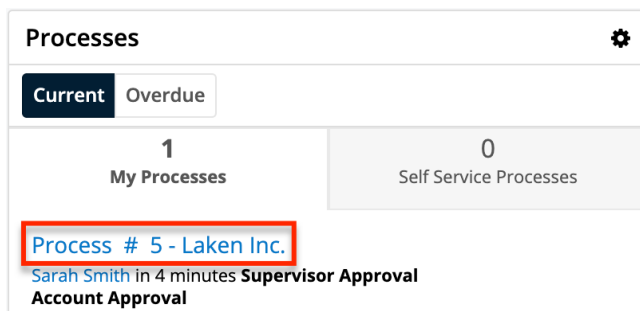 Processes
Current Overdue
1 0
My Processes Self Service Processes
Process # 5 - Laken Inc.
Sarah Smith in 4 minutes Supervisor Approval
Account Approval